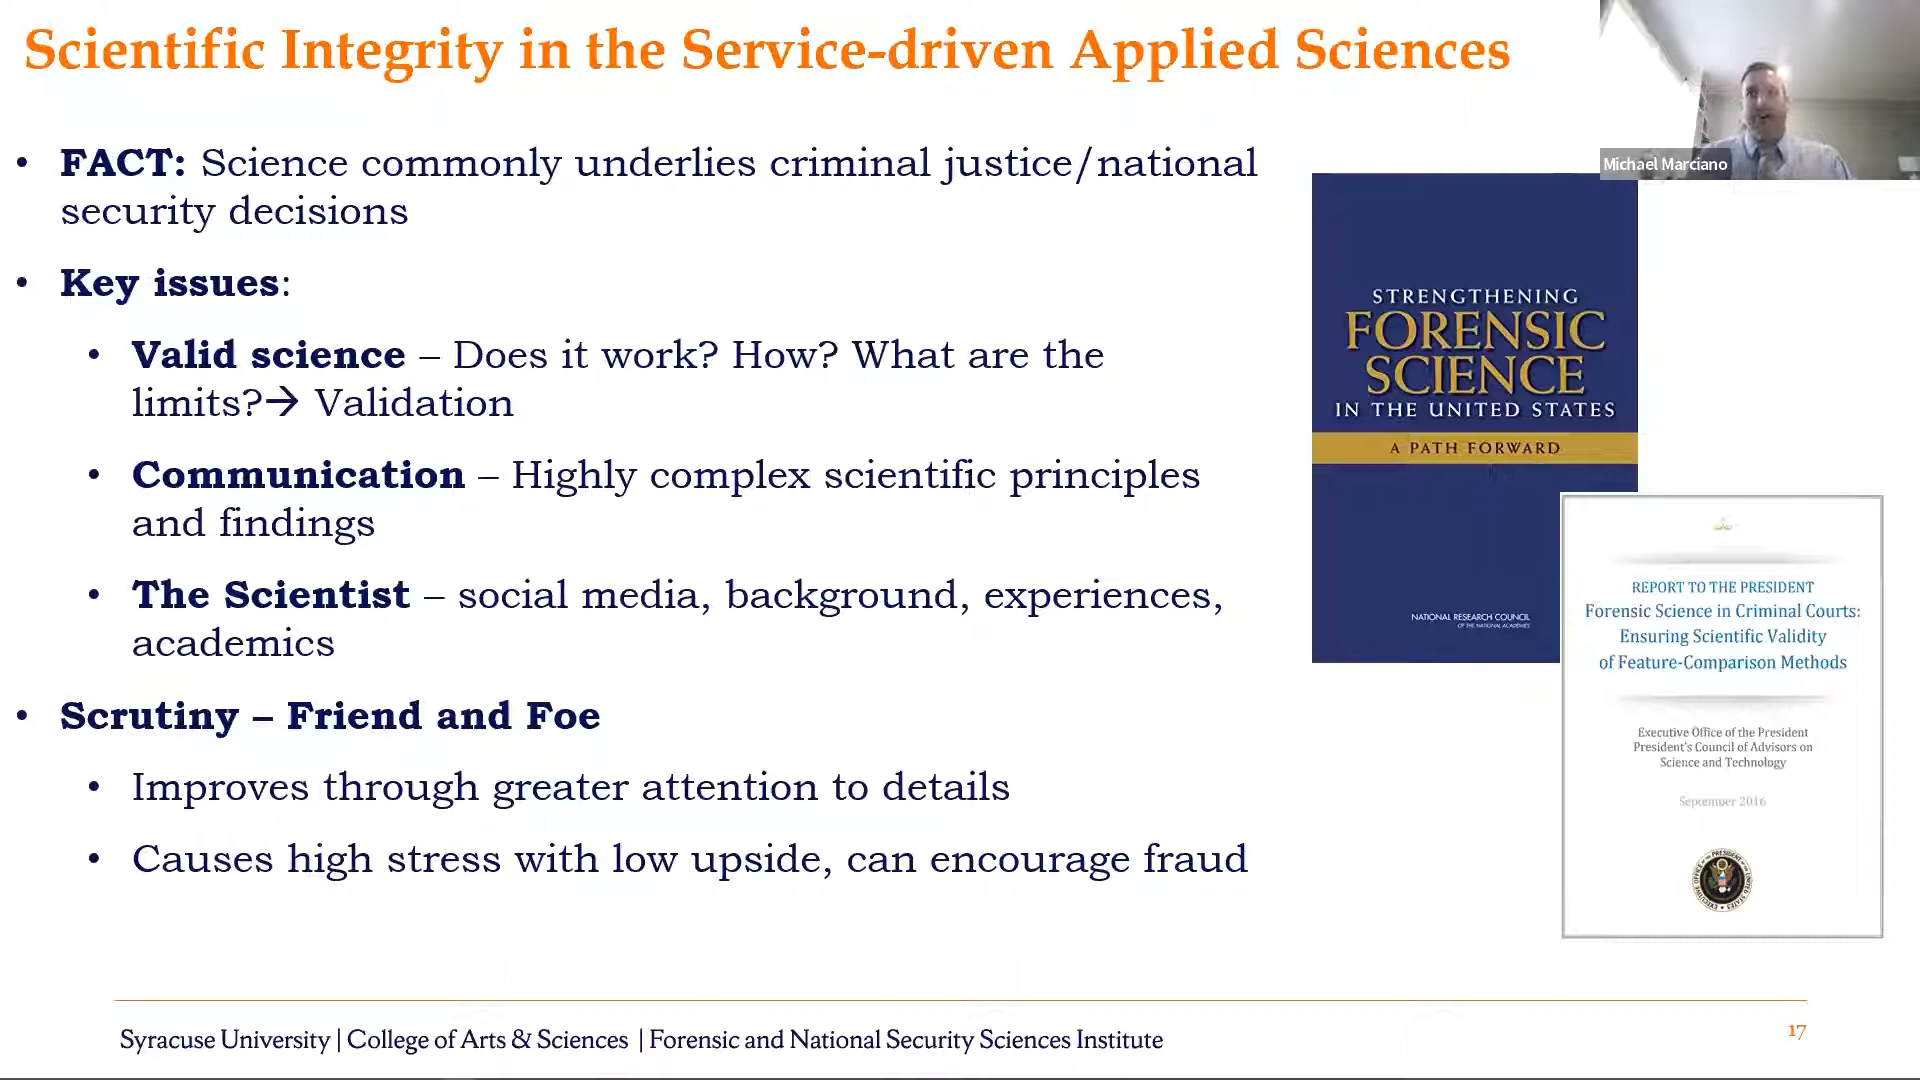 Scientific Integrity in the Service-driven Applied Sciences
Michael Marciano
• FACT: Science commonly underlies criminal justice/national
security decisions
• Key issues:
• Valid science – Does it work? How? What are the
limits?→ Validation
• Communication – Highly complex scientific principles
and findings
• The Scientist – social media, background, experiences,
academics
• Scrutiny – Friend and Foe
• Improves through greater attention to details
• Causes high stress with low upside, can encourage fraud
STRENGTHENING
FORENSIC
SCIENCE
IN THE UNITED STATES
A PATH FORWARD
NATIONAL RESEARCH COUNCIL
OF THE NATIONAL ACADEMIES
REPORT TO THE PRESIDENT
Forensic Science in Criminal Courts:
Ensuring Scientific Validity
of Feature-Comparison Methods
Executive Office of the President
President's Council of Advisors on
Science and Technology
September 2016
Syracuse University | College of Arts & Sciences | Forensic and National Security Sciences Institute
17